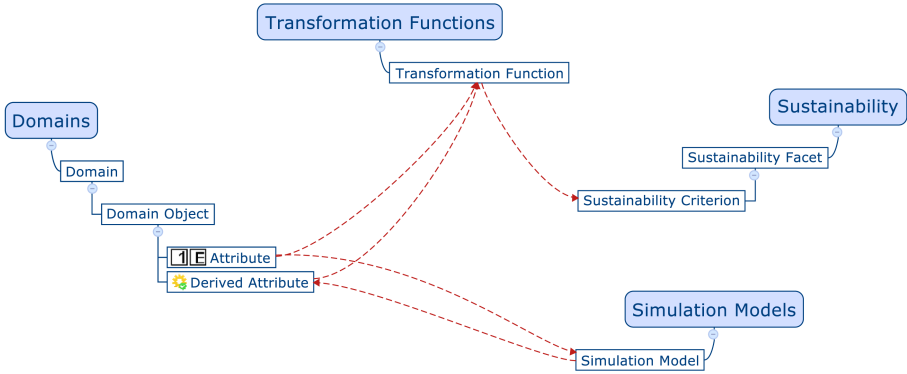 Transformation Functions
Transformation Function
Domains
Domain
Domain Object
1 E Attribute
Derived Attribute
Sustainability
Sustainability Facet
Sustainability Criterion
Simulation Models
Simulation Model